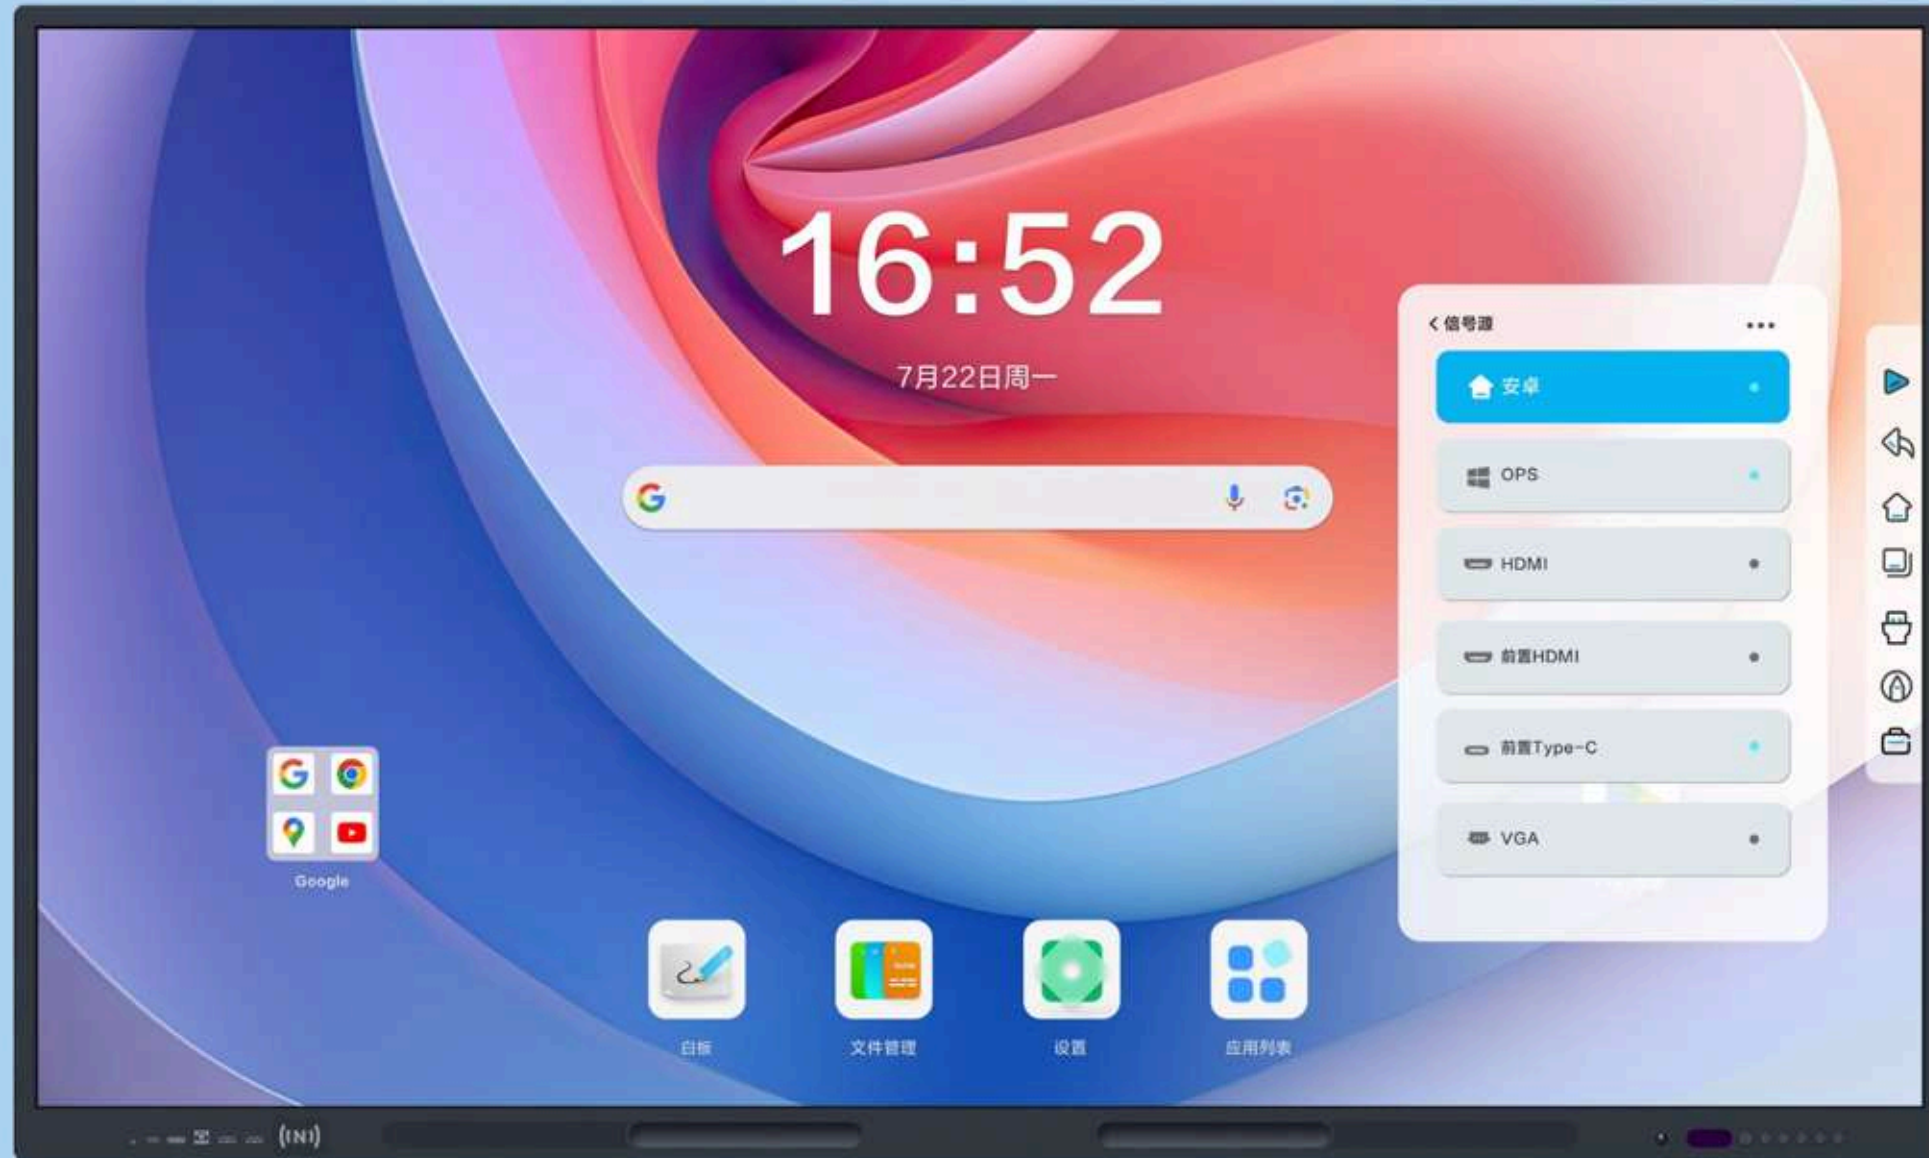 16:52
7月22日周一
信号源
安卓
OPS
HDMI
前置HDMI
前置Type-C
VGA
Google
白板
文件管理
设置
应用列表